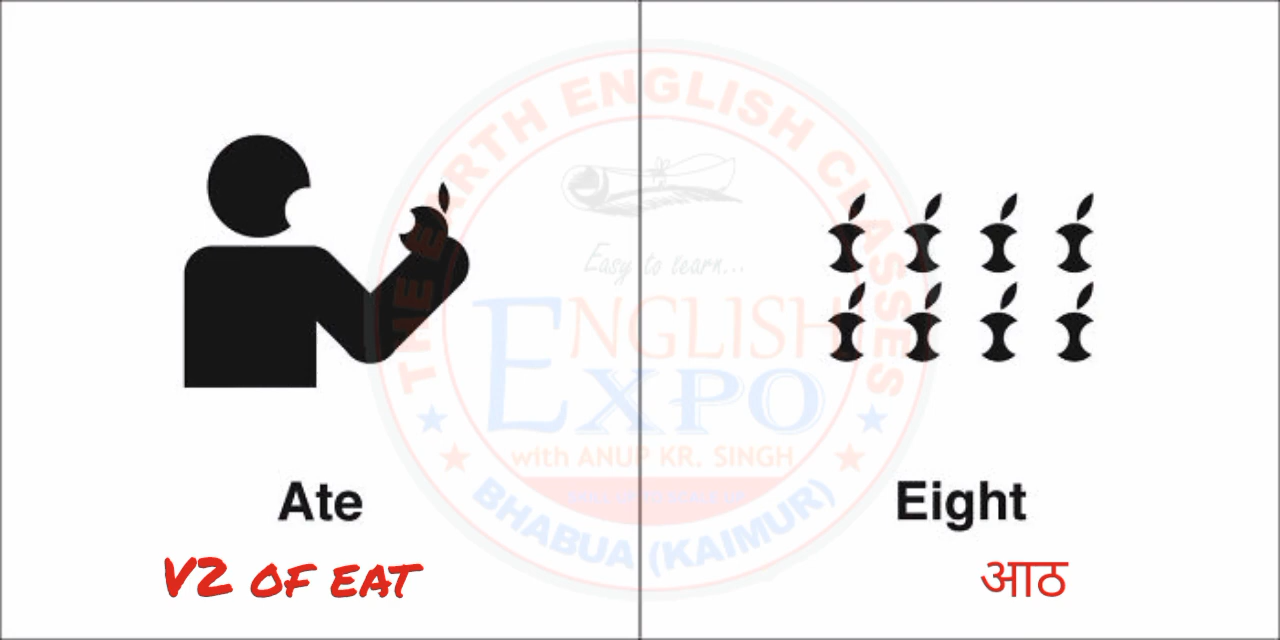 THE EARTH ENGLISH CLASSES
Easy to learn...
ENGLISH
EXPO
with ANUP KR. SINGH
BHABUA (KAIMUR)
Ate
Eight
V2 OF EAT
आठ